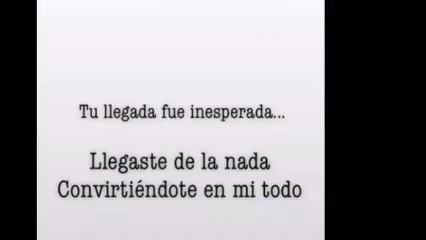 Tu llegada fue inesperada...
Llegaste de la nada
Convirtiéndote en mi todo